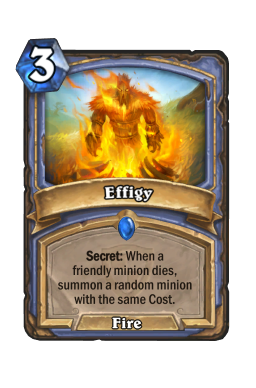 3
Effigy
Secret: When a
friendly minion dies,
summon a random minion
with the same Cost.
Fire